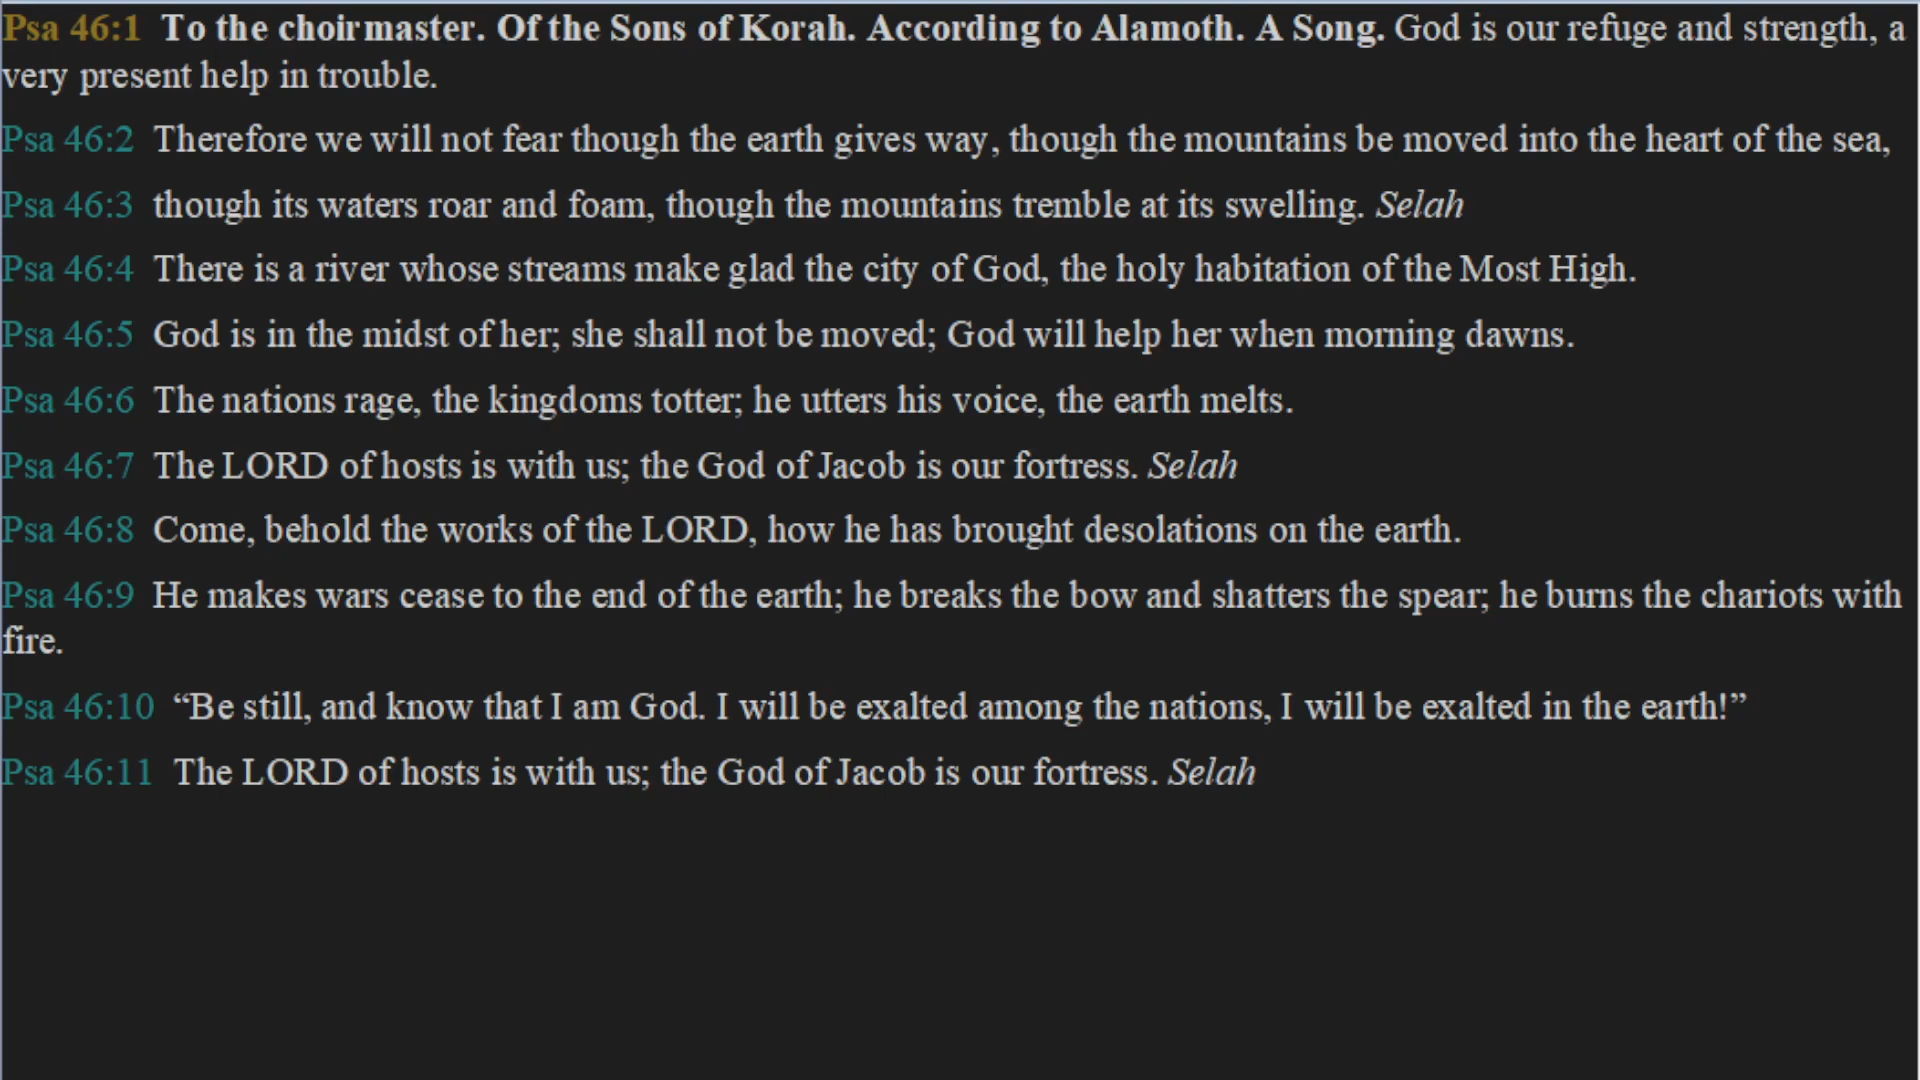 Psa 46:1 To the choirmaster. Of the Sons of Korah. According to Alamoth. A Song. God is our refuge and strength, a
very present help in trouble.
Psa 46:2 Therefore we will not fear though the earth gives way, though the mountains be moved into the heart of the sea,
Psa 46:3 though its waters roar and foam, though the mountains tremble at its swelling. Selah
Psa 46:4 There is a river whose streams make glad the city of God, the holy habitation of the Most High.
Psa 46:5 God is in the midst of her; she shall not be moved; God will help her when morning dawns.
Psa 46:6 The nations rage, the kingdoms totter; he utters his voice, the earth melts.
Psa 46:7 The LORD of hosts is with us; the God of Jacob is our fortress. Selah
Psa 46:8 Come, behold the works of the LORD, how he has brought desolations on the earth.
Psa 46:9 He makes wars cease to the end of the earth; he breaks the bow and shatters the spear; he burns the chariots with
fire.
Psa 46:10 “Be still, and know that I am God. I will be exalted among the nations, I will be exalted in the earth!”
Psa 46:11 The LORD of hosts is with us; the God of Jacob is our fortress. Selah